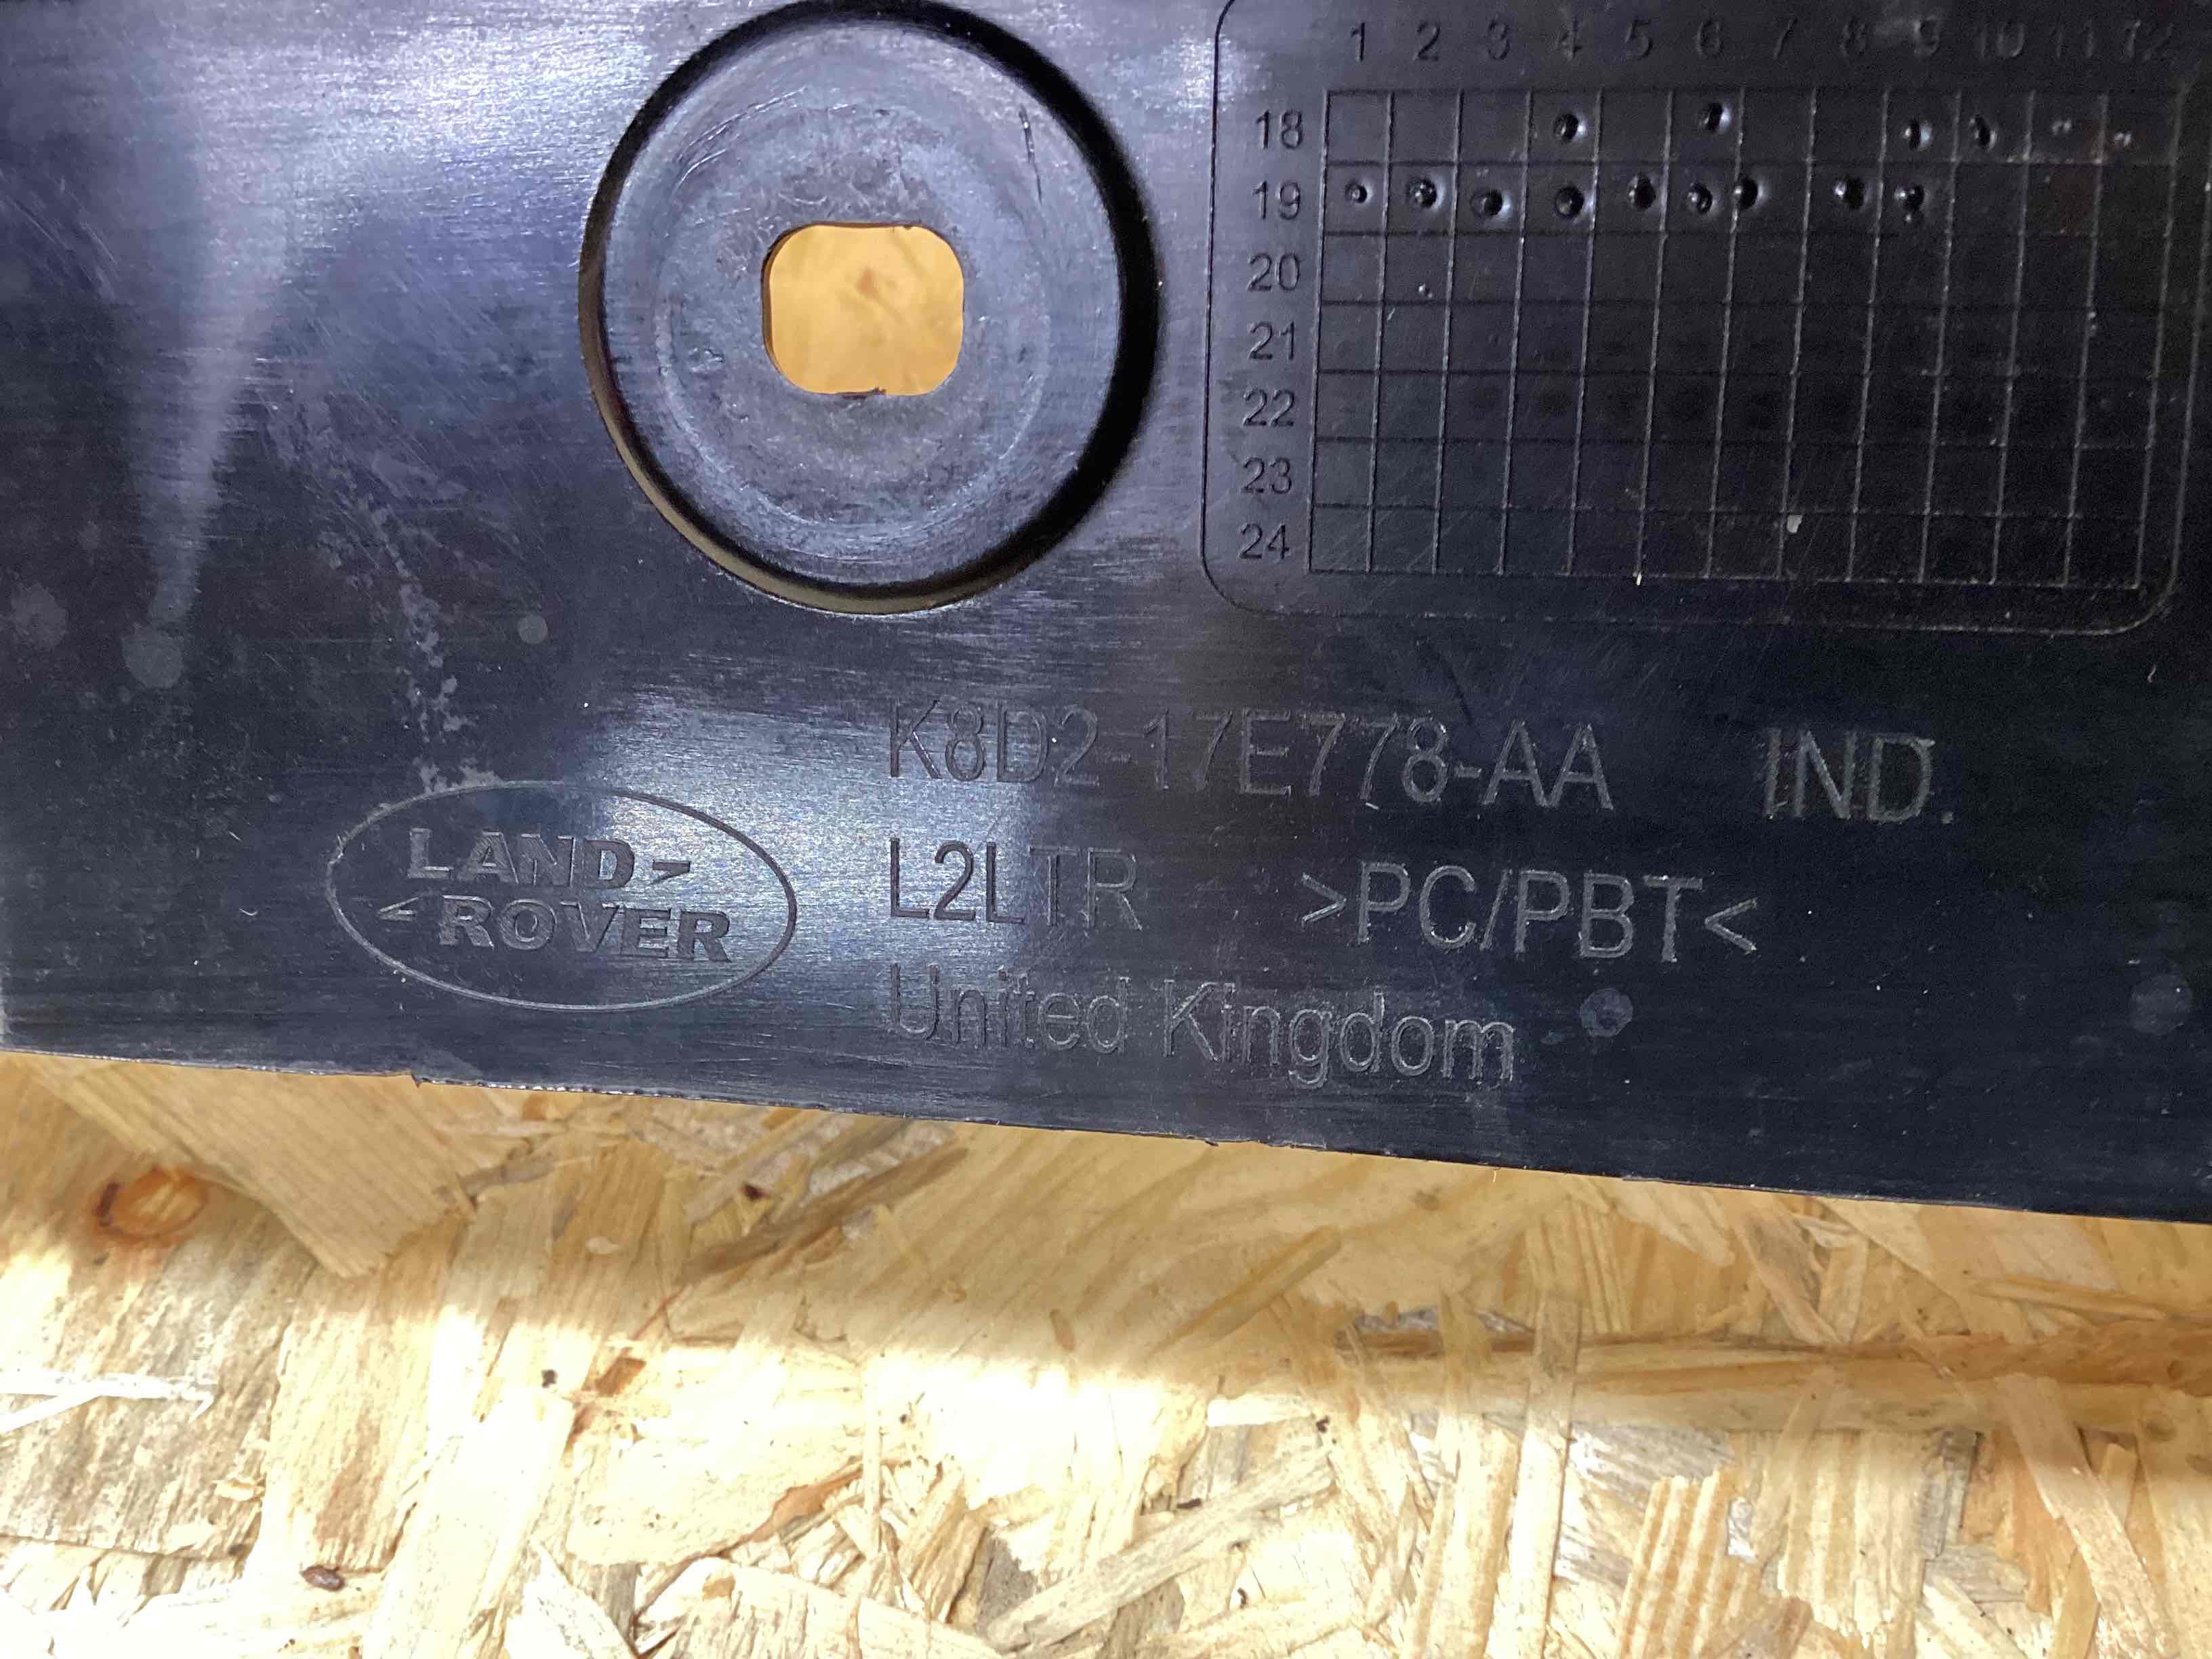 1 2 3 4 5 6 7 8 9 10 11 12
18
19
20
21
22
23
24
K8D2-17E778-AA IND.
LAND
ROVER
L2LTR >PC/PBT<
United Kingdom